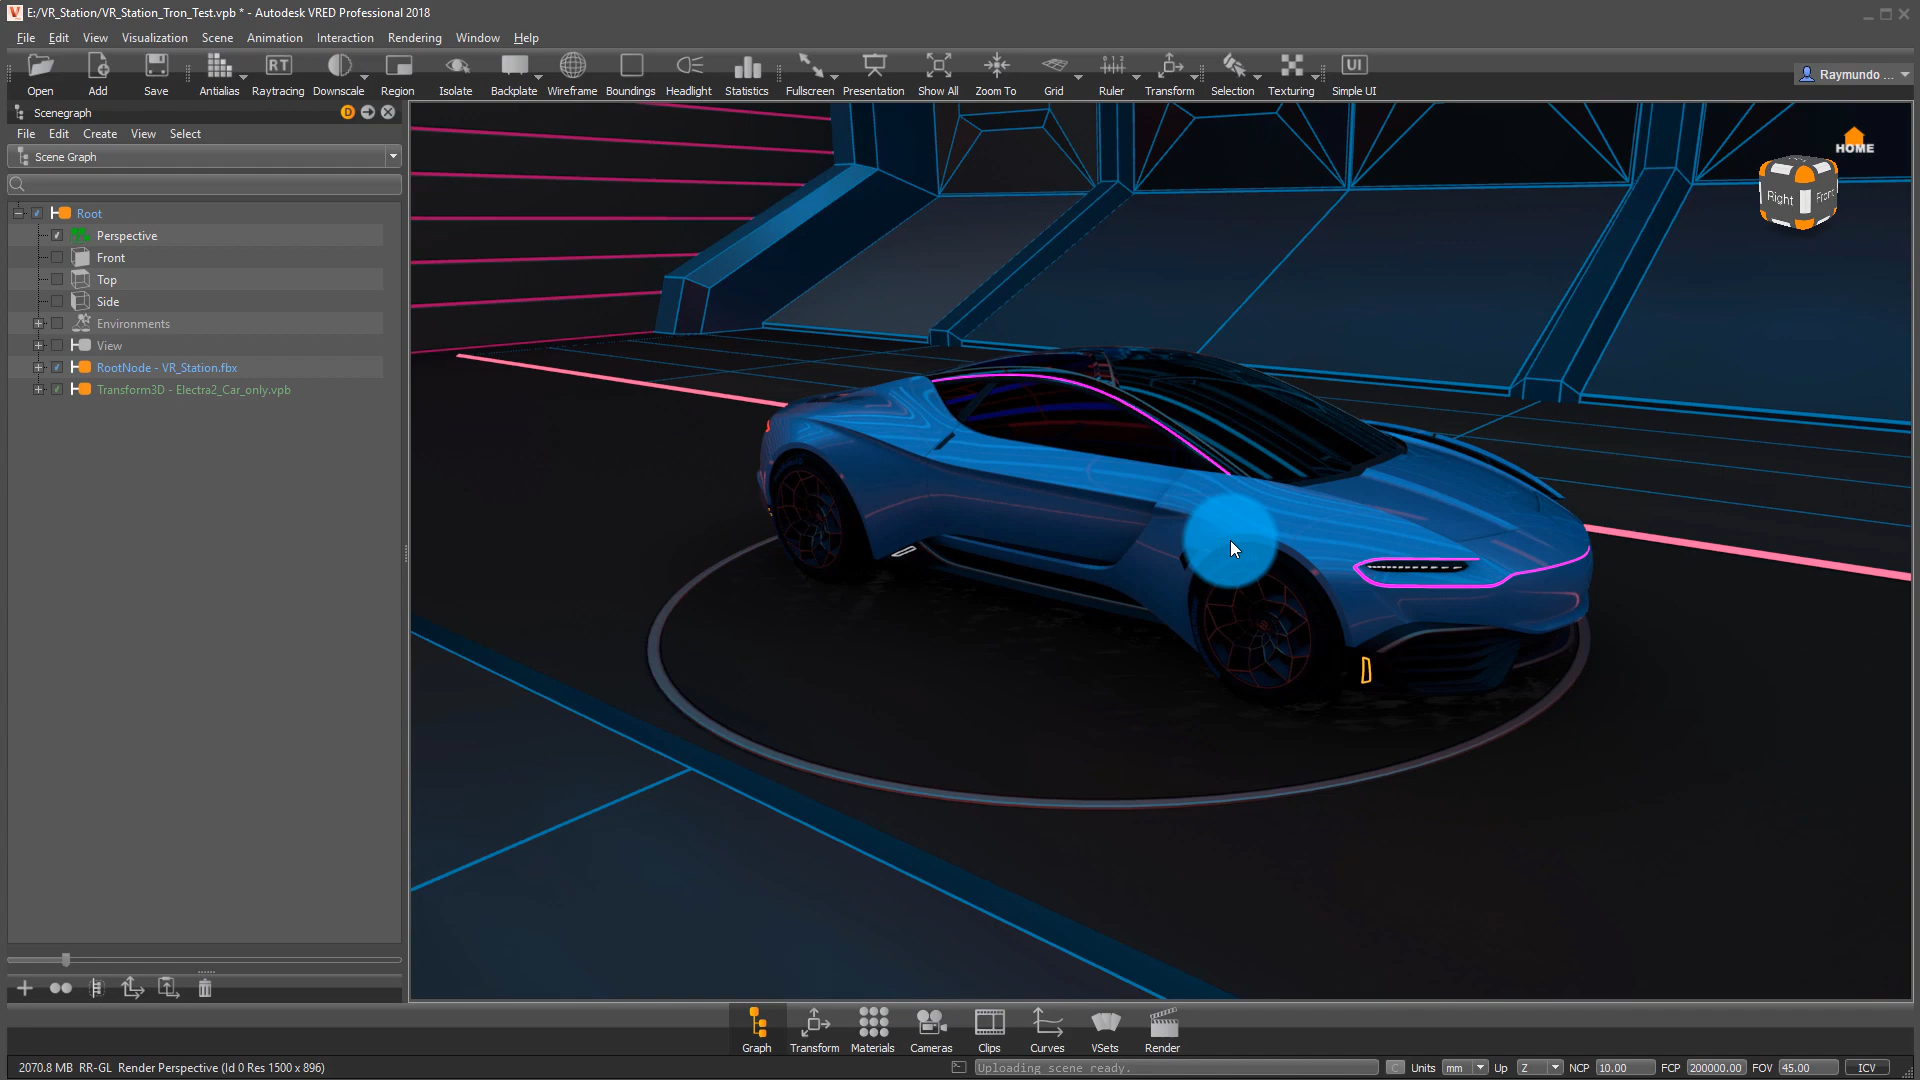 E:/VR_Station/VR_Station_Tron_Test.vpb * - Autodesk VRED Professional 2018
File Edit View Visualization Scene Animation Interaction Rendering Window Help
RT UI
Open Add Save Antialias Raytracing Downscale Region Isolate Backplate Wireframe Boundings Headlight Statistics Fullscreen Presentation Show All Zoom To Grid Ruler Transform Selection Texturing Simple UI
Raymundo ...
Scenegraph
D
File Edit Create View Select
Scene Graph
Root
Perspective
Front
Top
Side
Environments
View
RootNode - VR_Station.fbx
Transform3D - Electra2_Car_only.vpb
HOME
Right Front
Graph Transform Materials Cameras Clips Curves VSets Render
2070.8 MB RR-GL Render Perspective (Id 0 Res 1500 x 896) Uploading scene ready. C Units mm Up Z NCP 10.00 FCP 200000.00 FOV 45.00 ICV